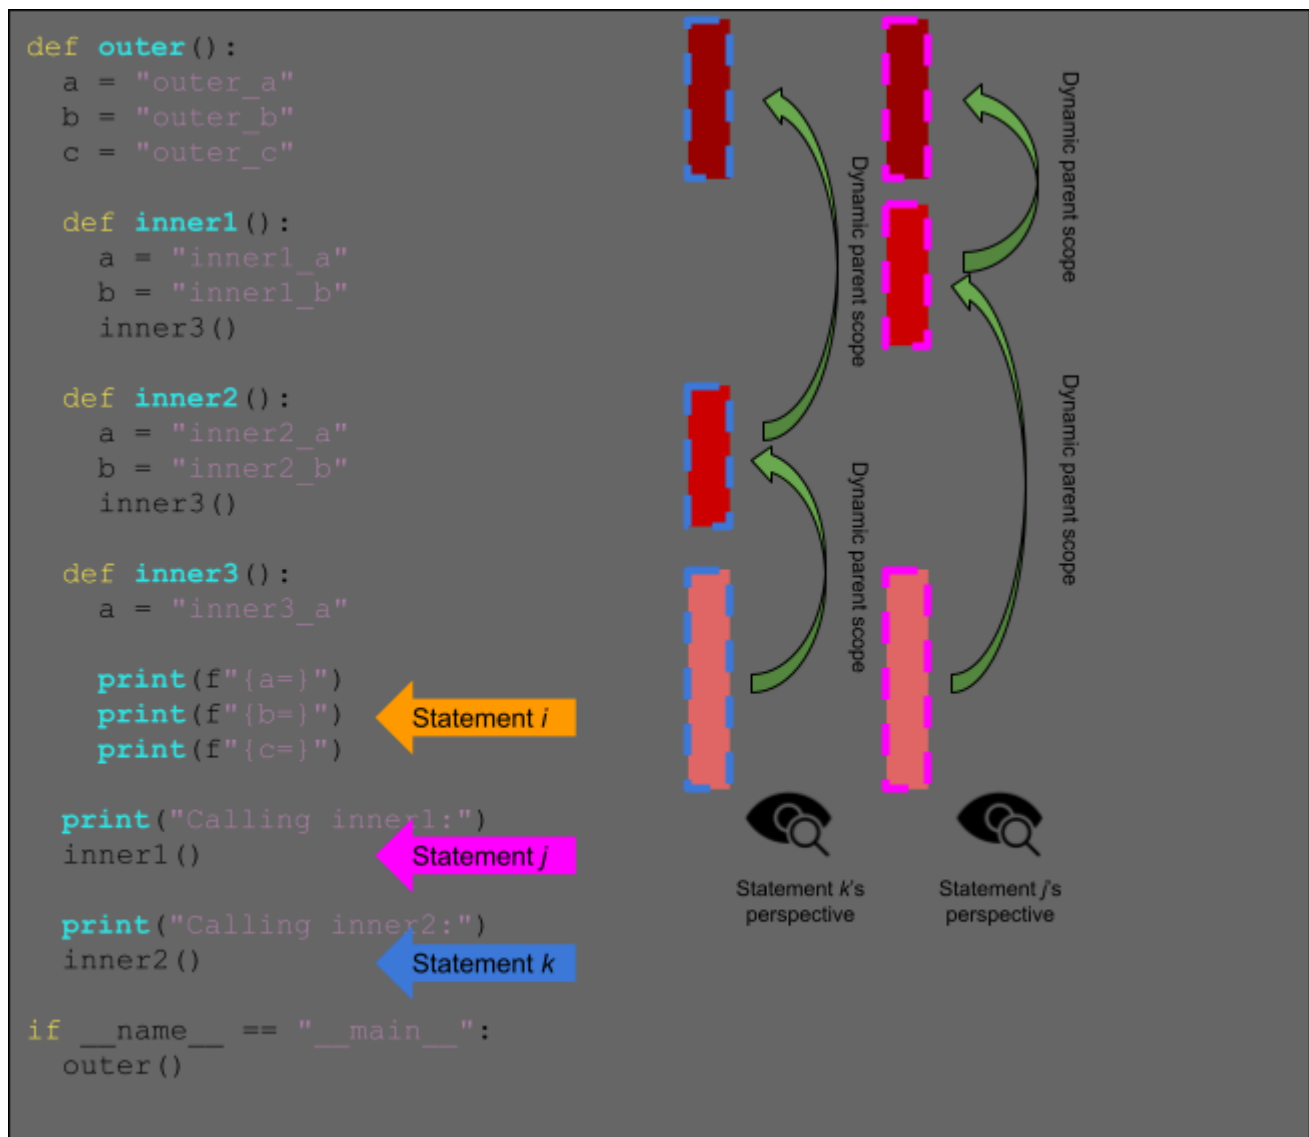 def outer():
  a = "outer_a"
  b = "outer_b"
  c = "outer_c"
  def inner1():
    a = "inner1_a"
    b = "inner1_b"
    inner3()
  def inner2():
    a = "inner2_a"
    b = "inner2_b"
    inner3()
  def inner3():
    a = "inner3_a"
    print(f"{a=}")
    print(f"{b=}")
    print(f"{c=}")
Statement i
  print("Calling inner1:")
  inner1()
Statement j
  print("Calling inner2:")
  inner2()
Statement k
if __name__ == "__main__":
  outer()
Dynamic parent scope
Dynamic parent scope
Dynamic parent scope
Dynamic parent scope
Statement k's
perspective
Statement j's
perspective